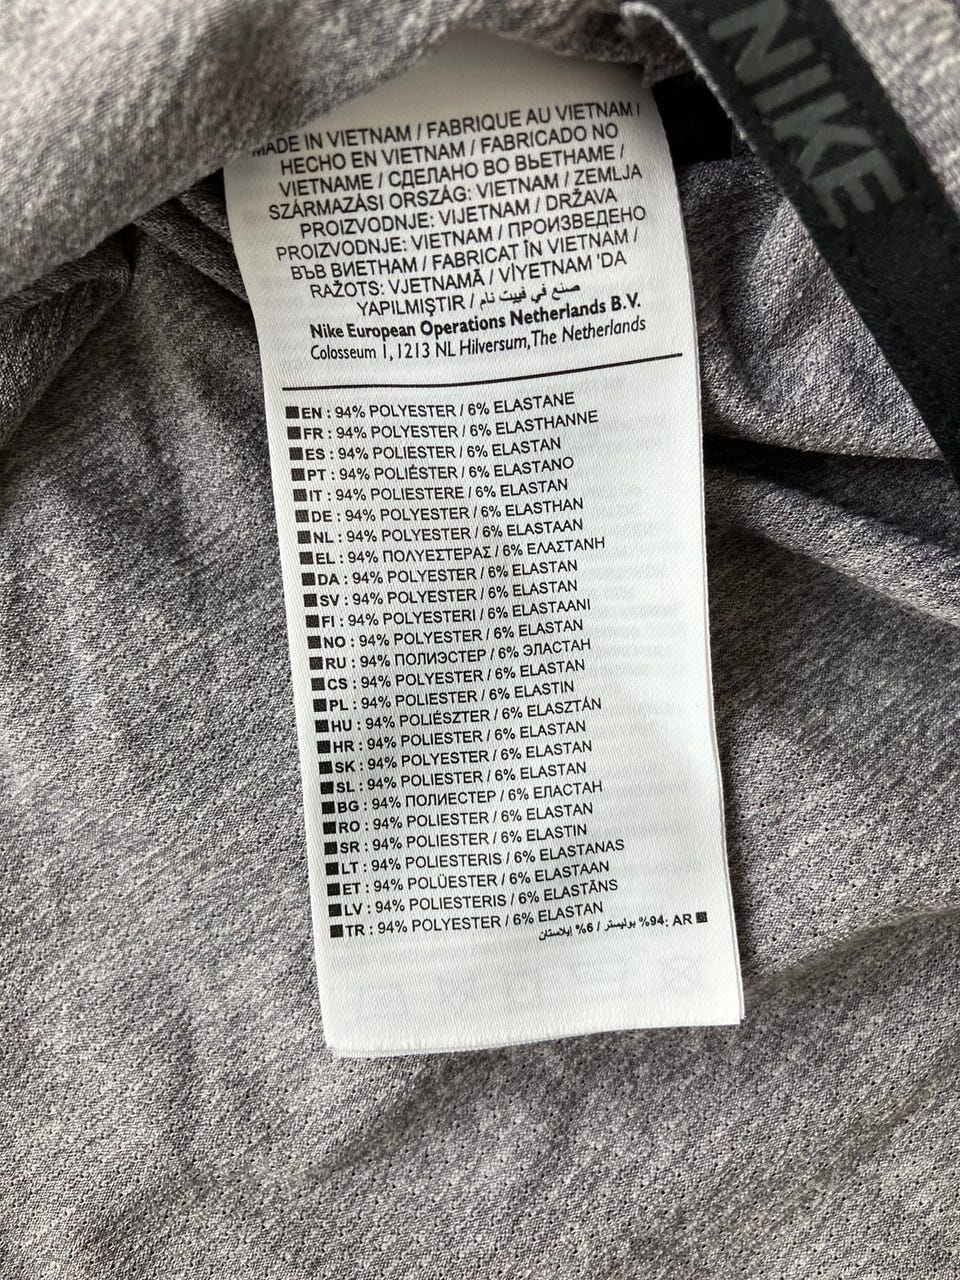 NIKE
MADE IN VIETNAM / FABRIQUE AU VIETNAM /
HECHO EN VIETNAM / FABRICADO NO
VIETNAME / СДЕЛАНО ВО ВЬЕТНАМЕ /
SZÁRMAZÁSI ORSZÁG: VIETNAM / ZEMLJA
PROIZVODNJE: VIJETNAM / DRŽAVA
PROIZVODNJE: VIETNAM / ПРОИЗВЕДЕНО
ВЪВ ВИЕТНАМ / FABRICAT ÎN VIETNAM /
RAŽOTS: VJETNAMĀ / VİYETNAM 'DA
YAPILMIŞTIR / صنع في فييت نام
Nike European Operations Netherlands B.V.
Colosseum 1, 1213 NL Hilversum, The Netherlands
EN : 94% POLYESTER / 6% ELASTANE
FR : 94% POLYESTER / 6% ELASTHANNE
ES : 94% POLIESTER / 6% ELASTAN
PT : 94% POLIÉSTER / 6% ELASTANO
IT : 94% POLIESTERE / 6% ELASTAN
DE : 94% POLYESTER / 6% ELASTHAN
NL : 94% POLYESTER / 6% ELASTAAN
EL : 94% ΠΟΛΥΕΣΤΕΡΑΣ / 6% ΕΛΑΣΤΑΝΗ
DA : 94% POLYESTER / 6% ELASTAN
SV : 94% POLYESTER / 6% ELASTAN
FI : 94% POLYESTERI / 6% ELASTAANI
NO : 94% POLYESTER / 6% ELASTAN
RU : 94% ПОЛИЭСТЕР / 6% ЭЛАСТАН
CS : 94% POLYESTER / 6% ELASTAN
PL : 94% POLIESTER / 6% ELASTIN
HU : 94% POLIÉSZTER / 6% ELASZTÁN
HR : 94% POLIESTER / 6% ELASTAN
SK : 94% POLYESTER / 6% ELASTAN
SL : 94% POLIESTER / 6% ELASTAN
BG : 94% ПОЛИЕСТЕР / 6% ЕЛАСТАН
RO : 94% POLIESTER / 6% ELASTAN
SR : 94% POLIESTER / 6% ELASTIN
LT : 94% POLIESTERIS / 6% ELASTANAS
ET : 94% POLÜESTER / 6% ELASTAAN
LV : 94% POLIESTERIS / 6% ELASTĀNS
TR : 94% POLYESTER / 6% ELASTAN
AR :94% بوليستر / 6% إيلاستان